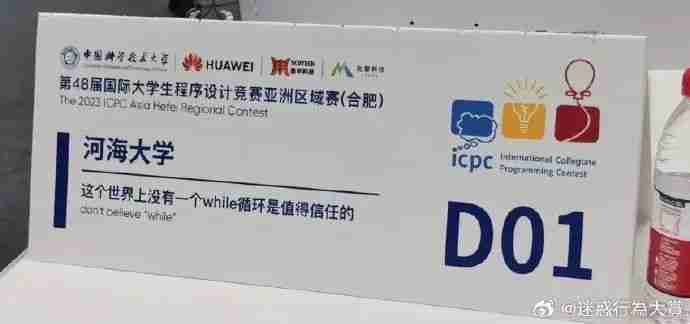 中国科学技术大学
HUAWEI
第48届国际大学生程序设计竞赛亚洲区域赛(合肥)
The 2023 ICPC Asia Hefei Regional Contest
河海大学
这个世界上没有一个while循环是值得信任的
don't believe "while"
icpc
International Collegiate
Programming Contest
D01
@迷惑行為大赏